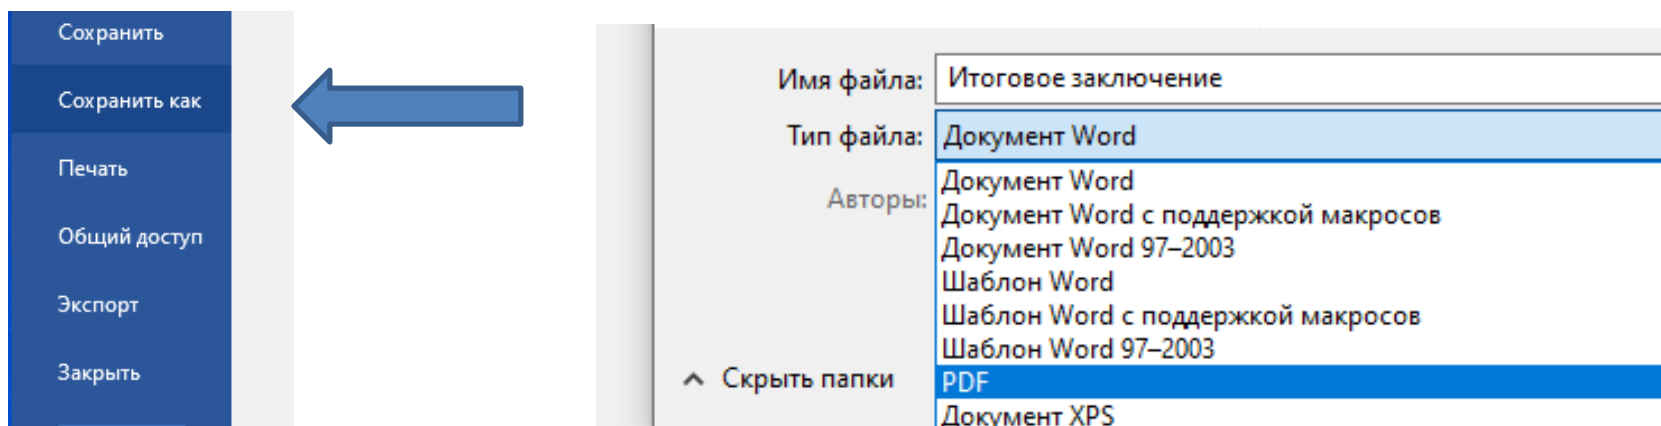 Сохранить
Сохранить как
Печать
Общий доступ
Экспорт
Закрыть
Имя файла: Итоговое заключение
Тип файла: Документ Word
Авторы:
Документ Word
Документ Word с поддержкой макросов
Документ Word 97–2003
Шаблон Word
Шаблон Word с поддержкой макросов
Шаблон Word 97–2003
PDF
Документ XPS
Скрыть папки